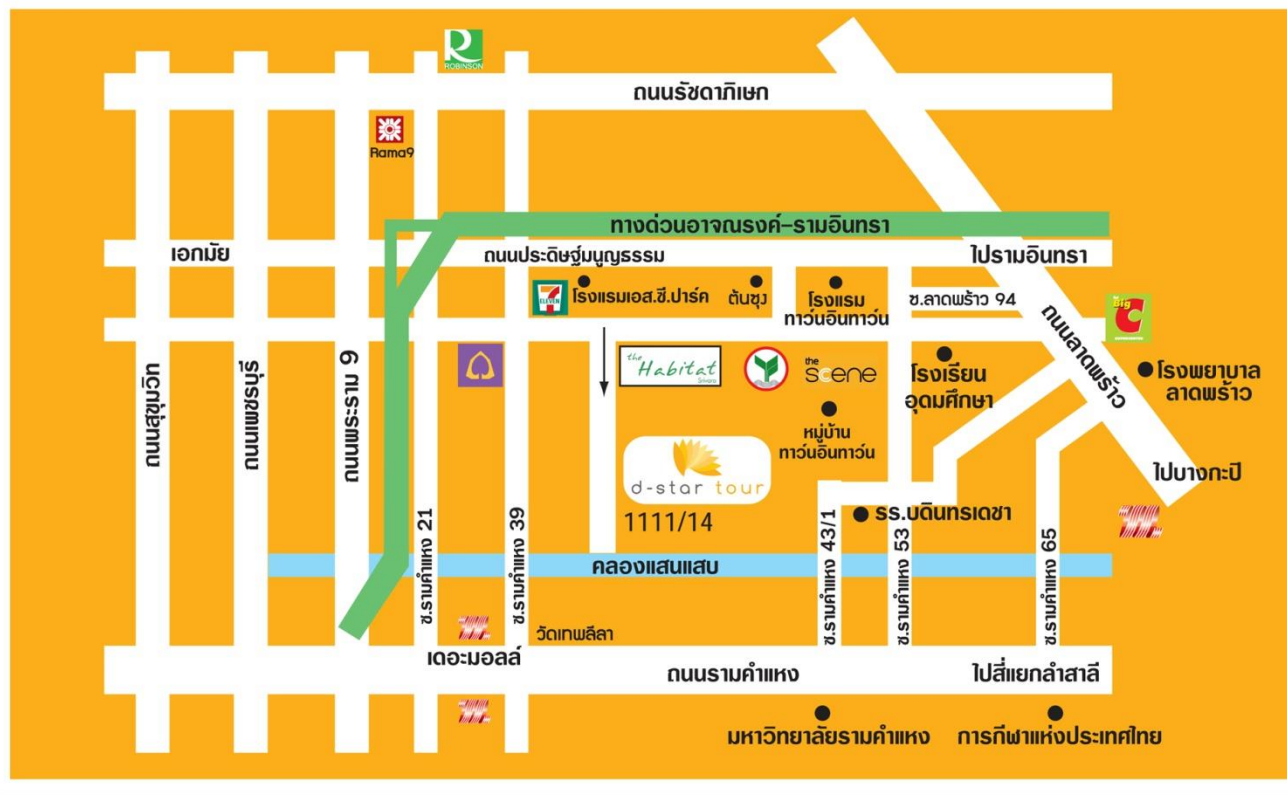 R
ROBINSON
ถนนรัชดาภิเษก
Rama9
ทางด่วนอาจณรงค์-รามอินทรา
เอกมัย
ถนนประดิษฐ์มนูญธรรม
ไปรามอินทรา
7
ELEVEN
โรงแรมเอส.ซี.ปาร์ค
ต้นซุง
โรงแรม
ทาว์นอินทาว์น
ซ.ลาดพร้าว 94
Big
C
ถนนลาดพร้าว
ถนนสุขุมวิท
ถนนเพชรบุรี
ถนนพระราม 9
the
Habitat
the
scene
โรงเรียน
อุดมศึกษา
โรงพยาบาล
ลาดพร้าว
หมู่บ้าน
ทาว์นอินทาว์น
d-star tour
1111/14
ไปบางกะปิ
รร.บดินทรเดชา
ซ.รามคำแหง 21
ซ.รามคำแหง 39
ซ.รามคำแหง 43/1
ซ.รามคำแหง 53
ซ.รามคำแหง 65
คลองแสนแสบ
วัดเทพลีลา
เดอะมอลล์
ถนนรามคำแหง
ไปสี่แยกลำสาลี
มหาวิทยาลัยรามคำแหง
การกีฬาแห่งประเทศไทย